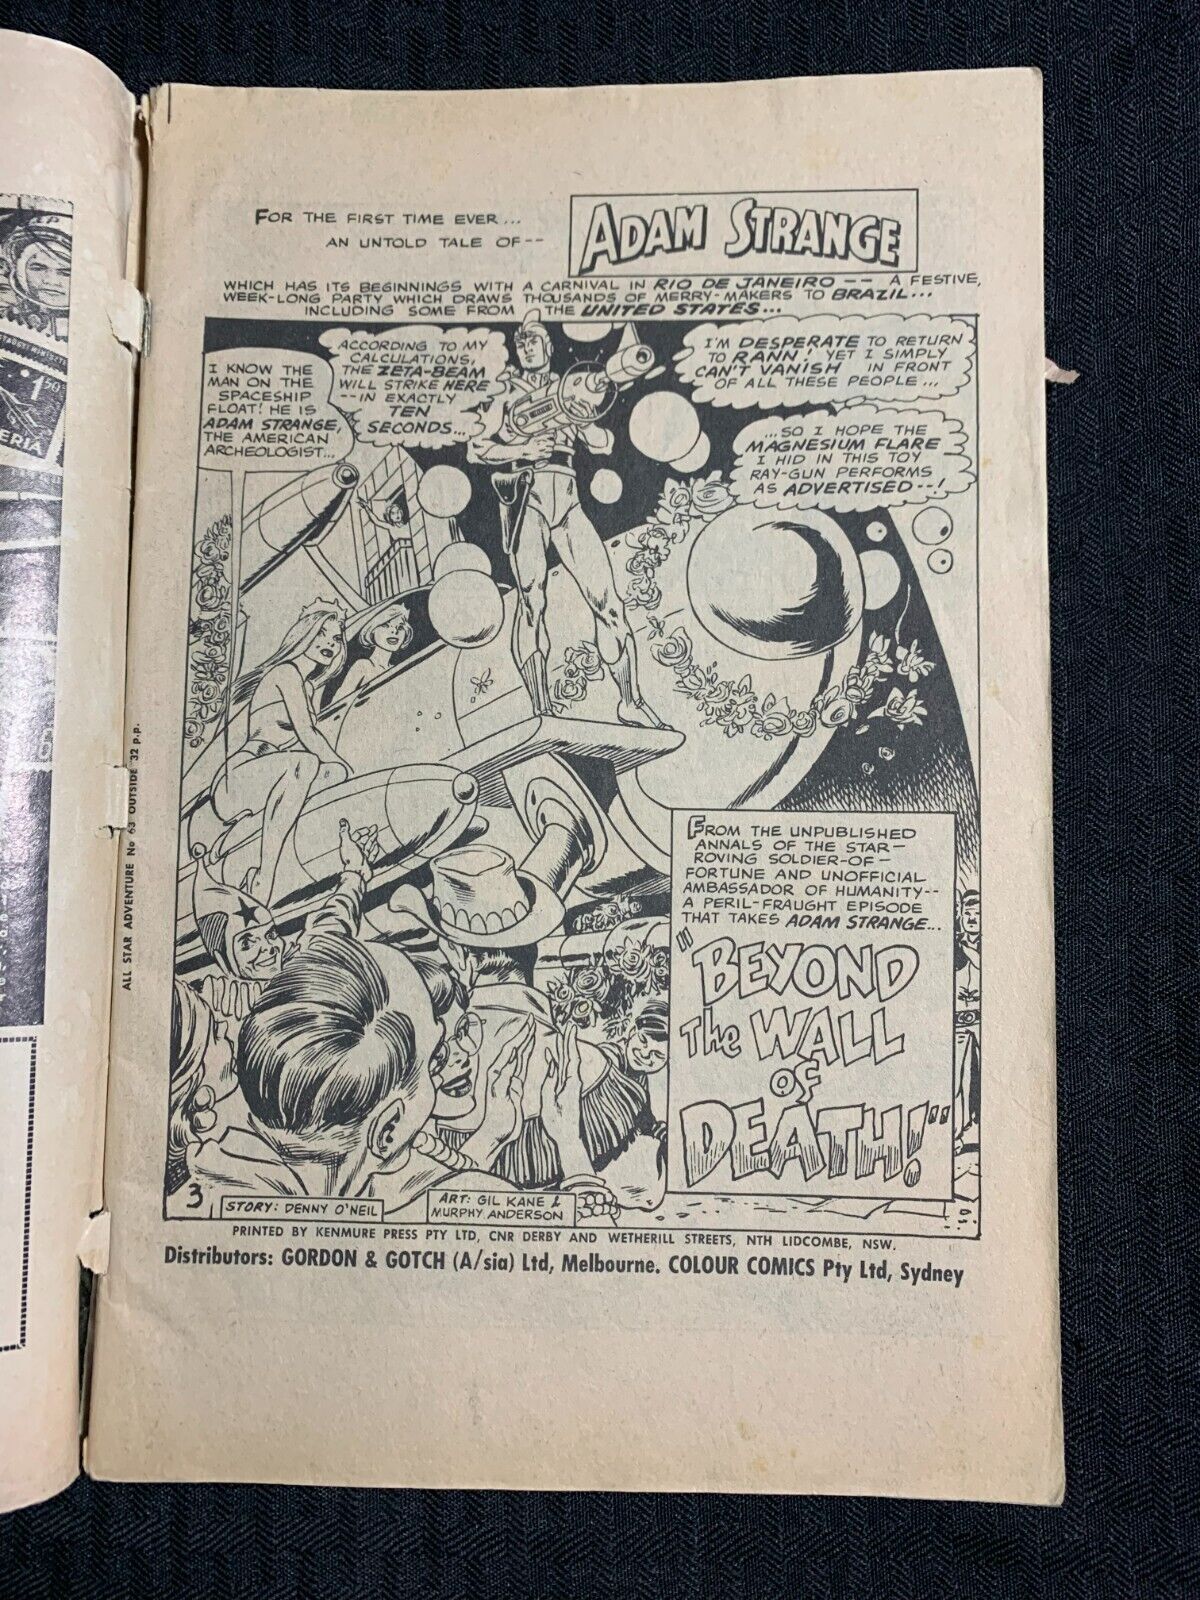 FOR THE FIRST TIME EVER...
AN UNTOLD TALE OF--
ADAM STRANGE
WHICH HAS ITS BEGINNINGS WITH A CARNIVAL IN RIO DE JANEIRO -- A FESTIVE,
WEEK-LONG PARTY WHICH DRAWS THOUSANDS OF MERRY-MAKERS TO BRAZIL...
INCLUDING SOME FROM THE UNITED STATES...
I KNOW THE
MAN ON THE
SPACESHIP
FLOAT! HE IS
ADAM STRANGE,
THE AMERICAN
ARCHEOLOGIST...
ACCORDING TO MY
CALCULATIONS,
THE ZETA-BEAM
WILL STRIKE HERE
--IN EXACTLY
TEN
SECONDS...
I'M DESPERATE TO RETURN
TO RANN! YET I SIMPLY
CAN'T VANISH IN FRONT
OF ALL THESE PEOPLE...
...SO I HOPE THE
MAGNESIUM FLARE
I HID IN THIS TOY
RAY-GUN PERFORMS
AS ADVERTISED--!
FROM THE UNPUBLISHED
ANNALS OF THE STAR-
ROVING SOLDIER-OF-
FORTUNE AND UNOFFICIAL
AMBASSADOR OF HUMANITY--
A PERIL-FRAUGHT EPISODE
THAT TAKES ADAM STRANGE...
"BEYOND
The WALL
OF
DEATH!"
3
STORY: DENNY O'NEIL
ART: GIL KANE &
MURPHY ANDERSON
PRINTED BY KENMURE PRESS PTY LTD, CNR DERBY AND WETHERILL STREETS, NTH LIDCOMBE, NSW.
Distributors: GORDON & GOTCH (A/sia) Ltd, Melbourne. COLOUR COMICS Pty Ltd, Sydney
ALL STAR ADVENTURE No 63 OUTSIDE 32 p.p.
1.50
ERIA